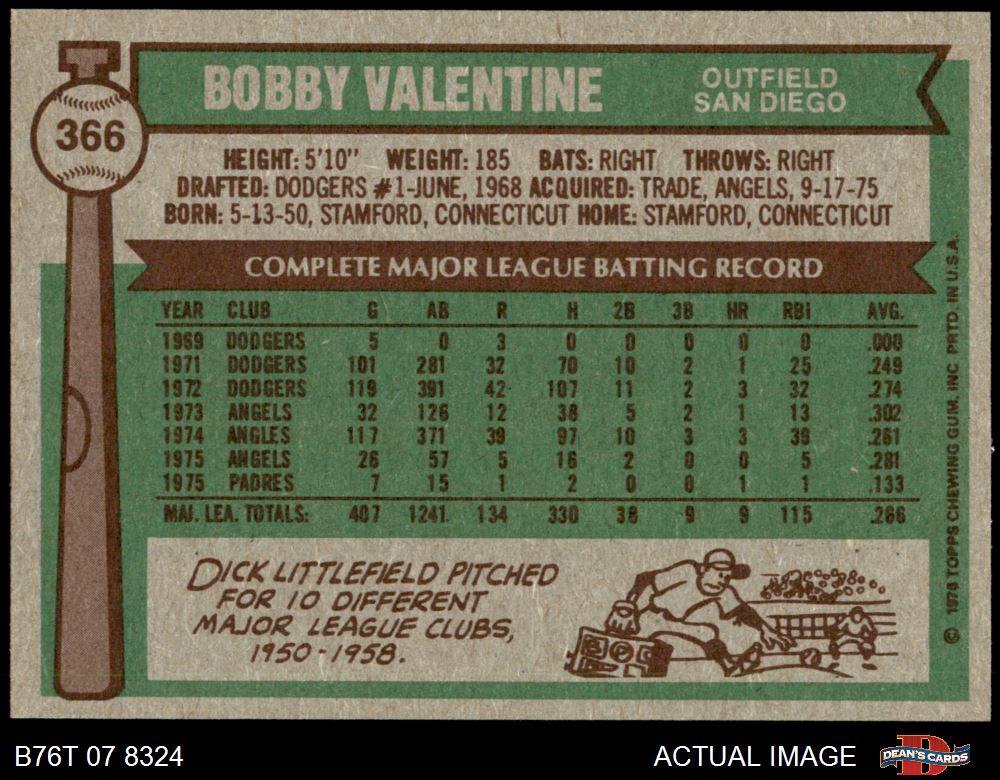 366
BOBBY VALENTINE
OUTFIELD
SAN DIEGO
HEIGHT: 5'10" WEIGHT: 185 BATS: RIGHT THROWS: RIGHT
DRAFTED: DODGERS #1-JUNE, 1968 ACQUIRED: TRADE, ANGELS, 9-17-75
BORN: 5-13-50, STAMFORD, CONNECTICUT HOME: STAMFORD, CONNECTICUT
COMPLETE MAJOR LEAGUE BATTING RECORD
YEAR CLUB G AB R H 2B 3B HR RBI AVG.
1969 DODGERS 5 0 3 0 0 0 0 0 .000
1971 DODGERS 101 281 32 70 10 2 1 25 .249
1972 DODGERS 119 391 42 107 11 2 3 32 .274
1973 ANGELS 32 126 12 38 5 2 1 13 .302
1974 ANGLES 117 371 39 97 10 3 3 39 .261
1975 ANGELS 26 57 5 16 2 0 0 5 .281
1975 PADRES 7 15 1 2 0 0 1 1 .133
MAJ. LEA. TOTALS: 407 1241 134 330 38 9 9 115 .266
DICK LITTLEFIELD PITCHED
FOR 10 DIFFERENT
MAJOR LEAGUE CLUBS,
1950-1958.
© 1976 TOPPS CHEWING GUM, INC PRTD. IN U.S.A.
B76T 07 8324
ACTUAL IMAGE
D
DEAN'S CARDS